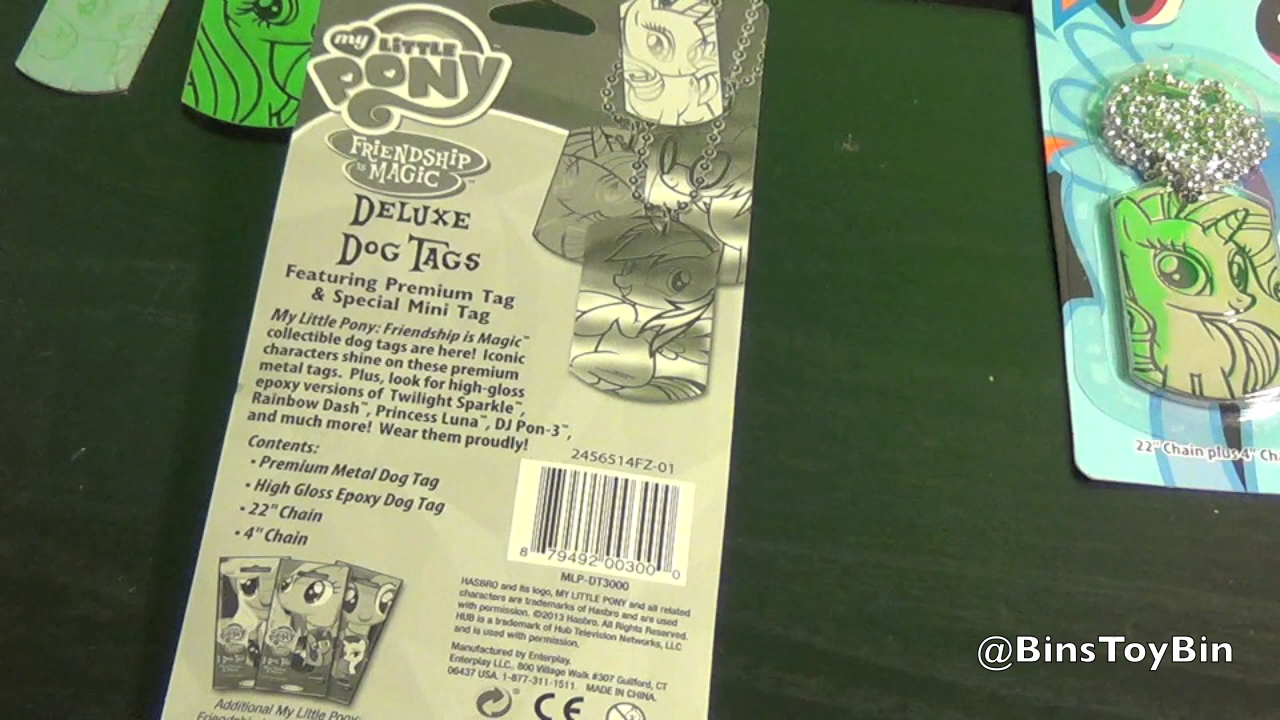 my LITTLE
PONY
FRIENDSHIP
is MAGIC™
DELUXE
DOG TAGS
Featuring Premium Tag
& Special Mini Tag
My Little Pony: Friendship is Magic™
collectible dog tags are here! Iconic
characters shine on these premium
metal tags. Plus, look for high-gloss
epoxy versions of Twilight Sparkle™,
Rainbow Dash™, Princess Luna™, DJ Pon-3™,
and much more! Wear them proudly!
Contents:
• Premium Metal Dog Tag
• High Gloss Epoxy Dog Tag
• 22" Chain
• 4" Chain
2456514FZ-01
8 79492 00300 0
MLP-DT3000
HASBRO and its logo, MY LITTLE PONY and all related
characters are trademarks of Hasbro and are used
with permission. ©2013 Hasbro. All Rights Reserved.
HUB is a trademark of Hub Television Networks, LLC
and is used with permission.
Manufactured by Enterplay.
Enterplay LLC., 800 Village Walk #307 Guilford, CT
06437 USA. 1-877-311-1511. MADE IN CHINA.
CE
Additional My Little Pony:
22" Chain plus 4" Cha
@BinsToyBin